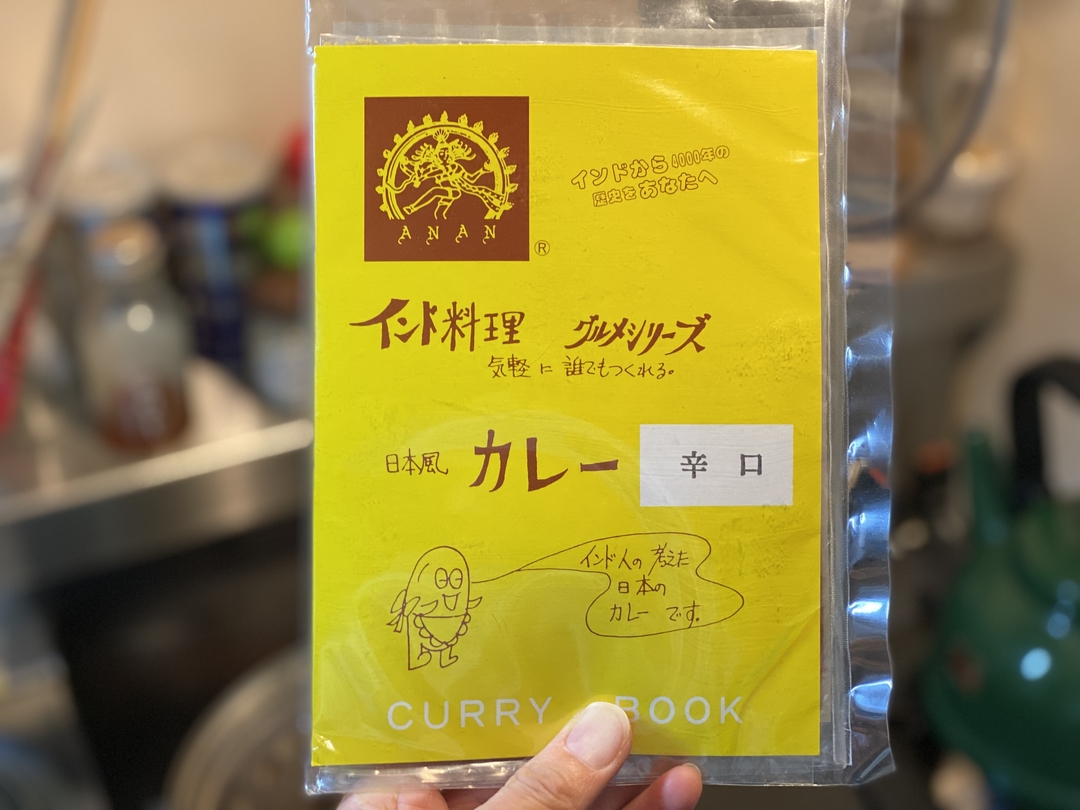 ANAN
®
インドから4000年の
歴史をあなたへ
インド料理 グルメシリーズ
気軽に誰でもつくれる。
日本風 カレー 辛口
インド人の考えた
日本の
カレーです。
CURRY BOOK